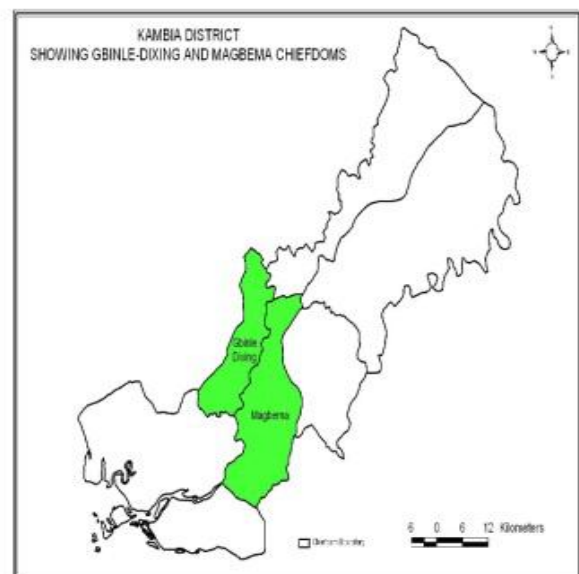 KAMBIA DISTRICT
SHOWING GBINLE-DIXING AND MAGBEMA CHIEFDOMS
Gbinle
Dixing
Magbema
6 0 6 12 Kilometers